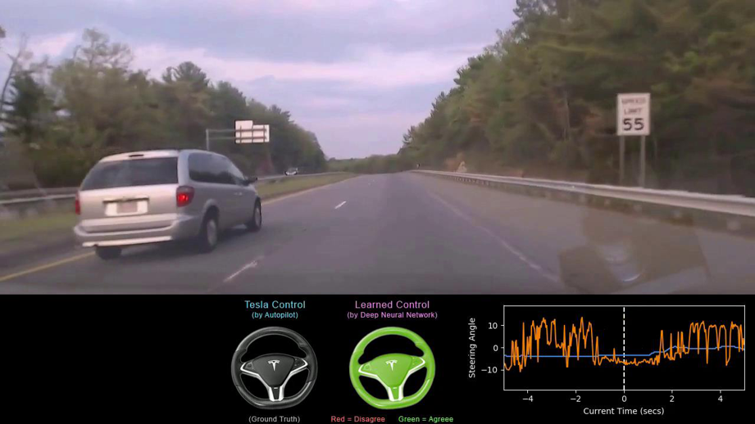 SPEED
LIMIT
55
Tesla Control
(by Autopilot)
Learned Control
(by Deep Neural Network)
(Ground Truth)
Red = Disagree
Green = Agreee
Steering Angle
10
0
−10
−4
−2
0
2
4
Current Time (secs)